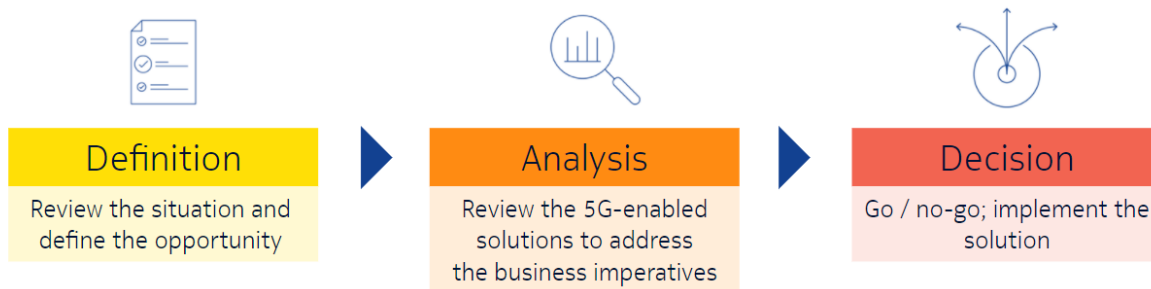 Definition
Review the situation and
define the opportunity
Analysis
Review the 5G-enabled
solutions to address
the business imperatives
Decision
Go / no-go; implement the
solution